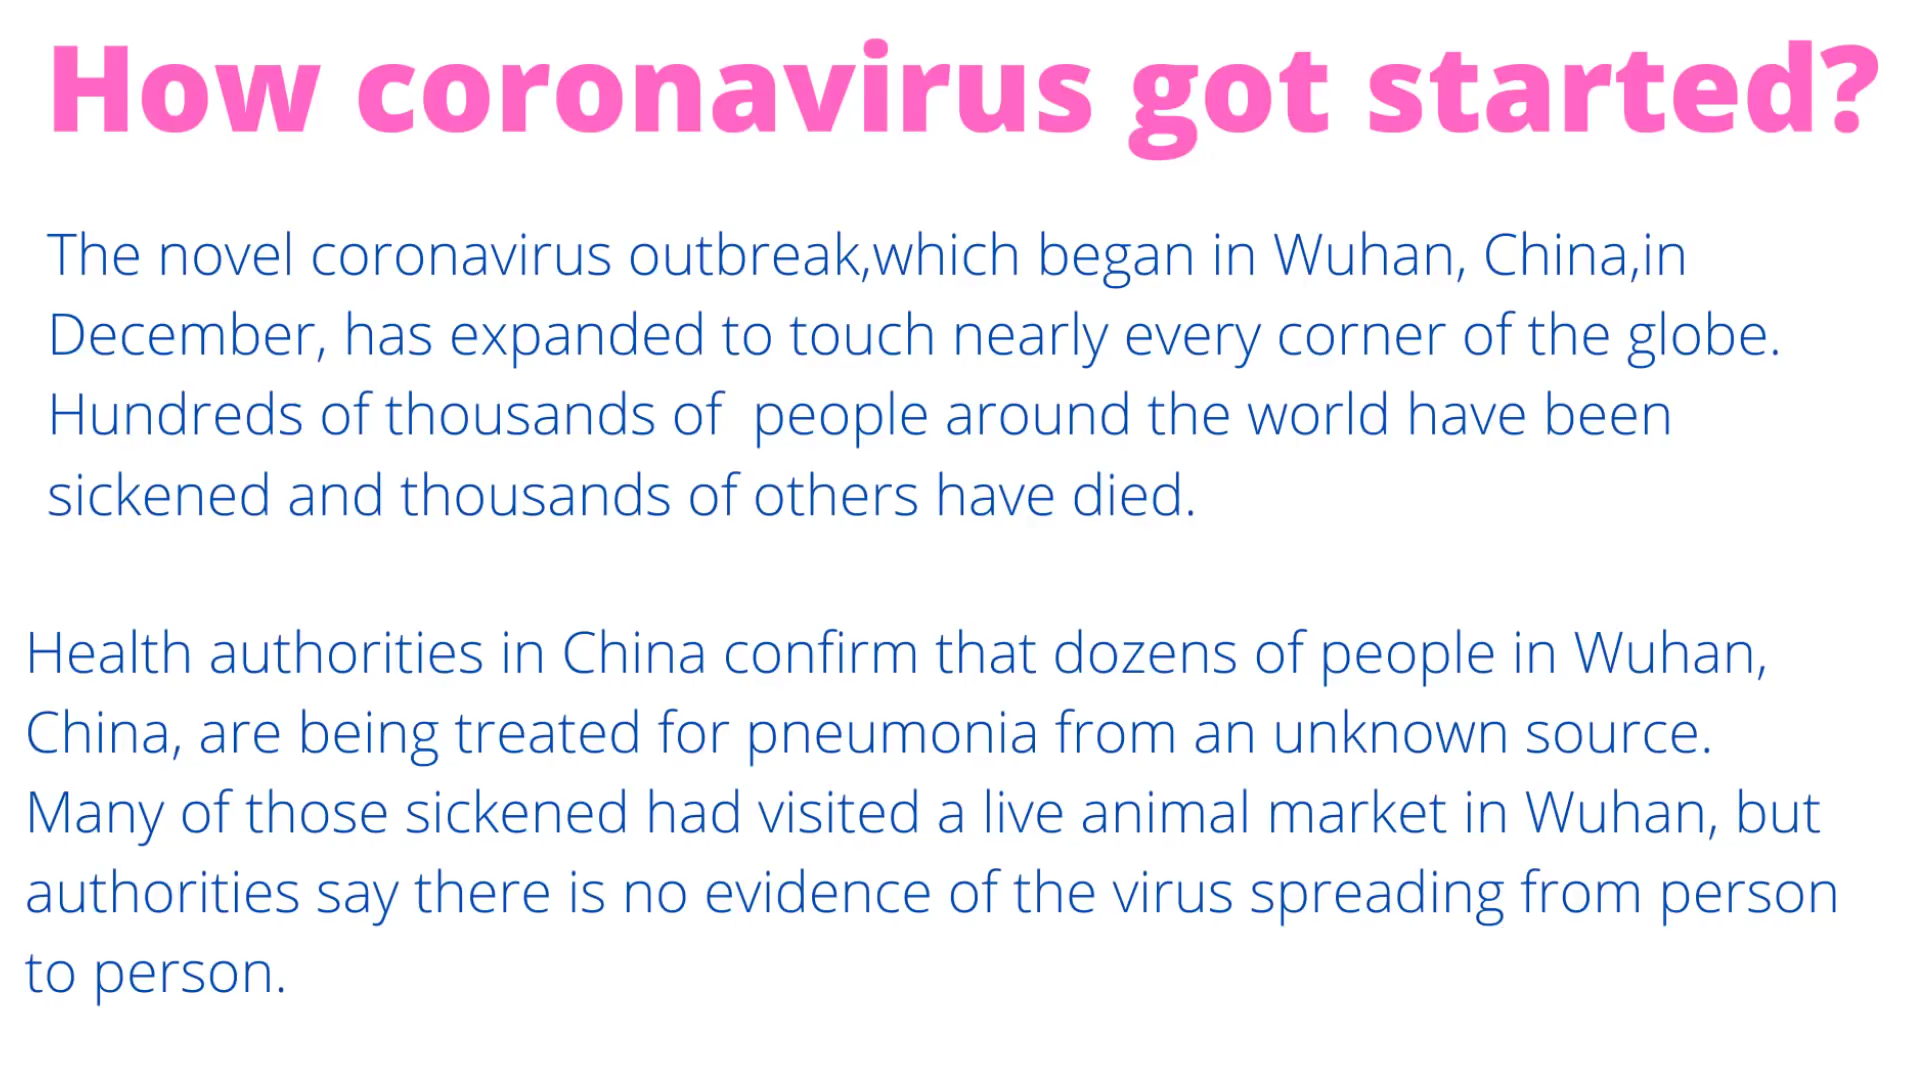 How coronavirus got started?
The novel coronavirus outbreak,which began in Wuhan, China,in
December, has expanded to touch nearly every corner of the globe.
Hundreds of thousands of  people around the world have been
sickened and thousands of others have died.
Health authorities in China confirm that dozens of people in Wuhan,
China, are being treated for pneumonia from an unknown source.
Many of those sickened had visited a live animal market in Wuhan, but
authorities say there is no evidence of the virus spreading from person
to person.